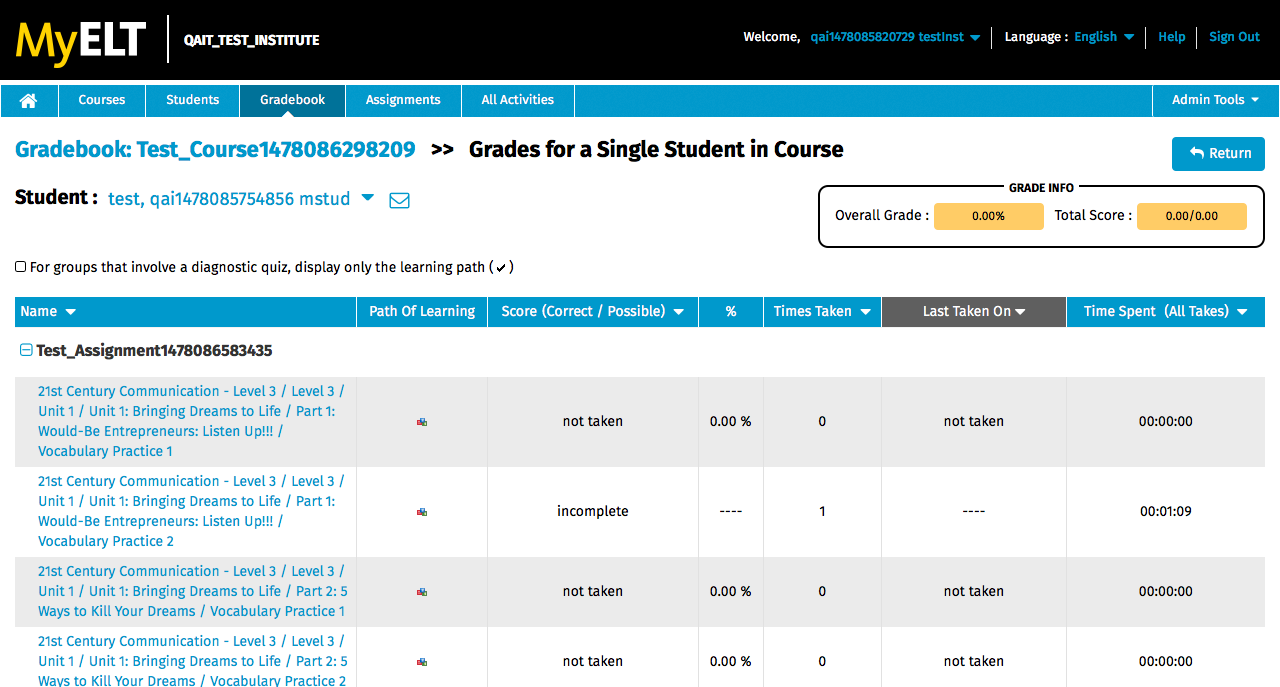 MyELT QAIT_TEST_INSTITUTE Welcome, qai1478085820729 testInst Language : English Help Sign Out
Courses Students Gradebook Assignments All Activities Admin Tools
Gradebook: Test_Course1478086298209 >> Grades for a Single Student in Course Return
Student : test, qai1478085754856 mstud
GRADE INFO
Overall Grade : 0.00% Total Score : 0.00/0.00
For groups that involve a diagnostic quiz, display only the learning path (✔)
Name Path Of Learning Score (Correct / Possible) % Times Taken Last Taken On Time Spent (All Takes)
Test_Assignment1478086583435
21st Century Communication - Level 3 / Level 3 /
Unit 1 / Unit 1: Bringing Dreams to Life / Part 1:
Would-Be Entrepreneurs: Listen Up!!! /
Vocabulary Practice 1
not taken 0.00 % 0 not taken 00:00:00
21st Century Communication - Level 3 / Level 3 /
Unit 1 / Unit 1: Bringing Dreams to Life / Part 1:
Would-Be Entrepreneurs: Listen Up!!! /
Vocabulary Practice 2
incomplete ---- 1 ---- 00:01:09
21st Century Communication - Level 3 / Level 3 /
Unit 1 / Unit 1: Bringing Dreams to Life / Part 2: 5
Ways to Kill Your Dreams / Vocabulary Practice 1
not taken 0.00 % 0 not taken 00:00:00
21st Century Communication - Level 3 / Level 3 /
Unit 1 / Unit 1: Bringing Dreams to Life / Part 2: 5
Ways to Kill Your Dreams / Vocabulary Practice 2
not taken 0.00 % 0 not taken 00:00:00